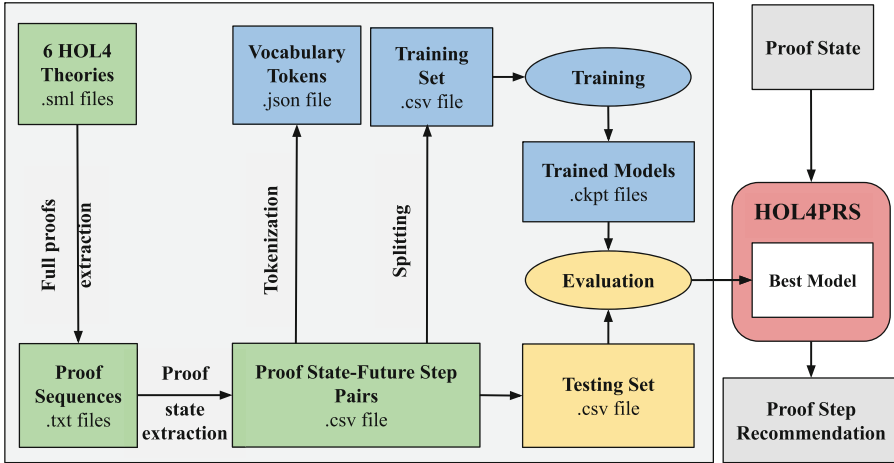 6 HOL4
Theories
.sml files
Vocabulary
Tokens
.json file
Training
Set
.csv file
Training
Proof State
Trained Models
.ckpt files
HOL4PRS
Best Model
Full proofs
extraction
Tokenization
Splitting
Evaluation
Proof
Sequences
.txt files
Proof
state
extraction
Proof State-Future Step
Pairs
.csv file
Testing Set
.csv file
Proof Step
Recommendation